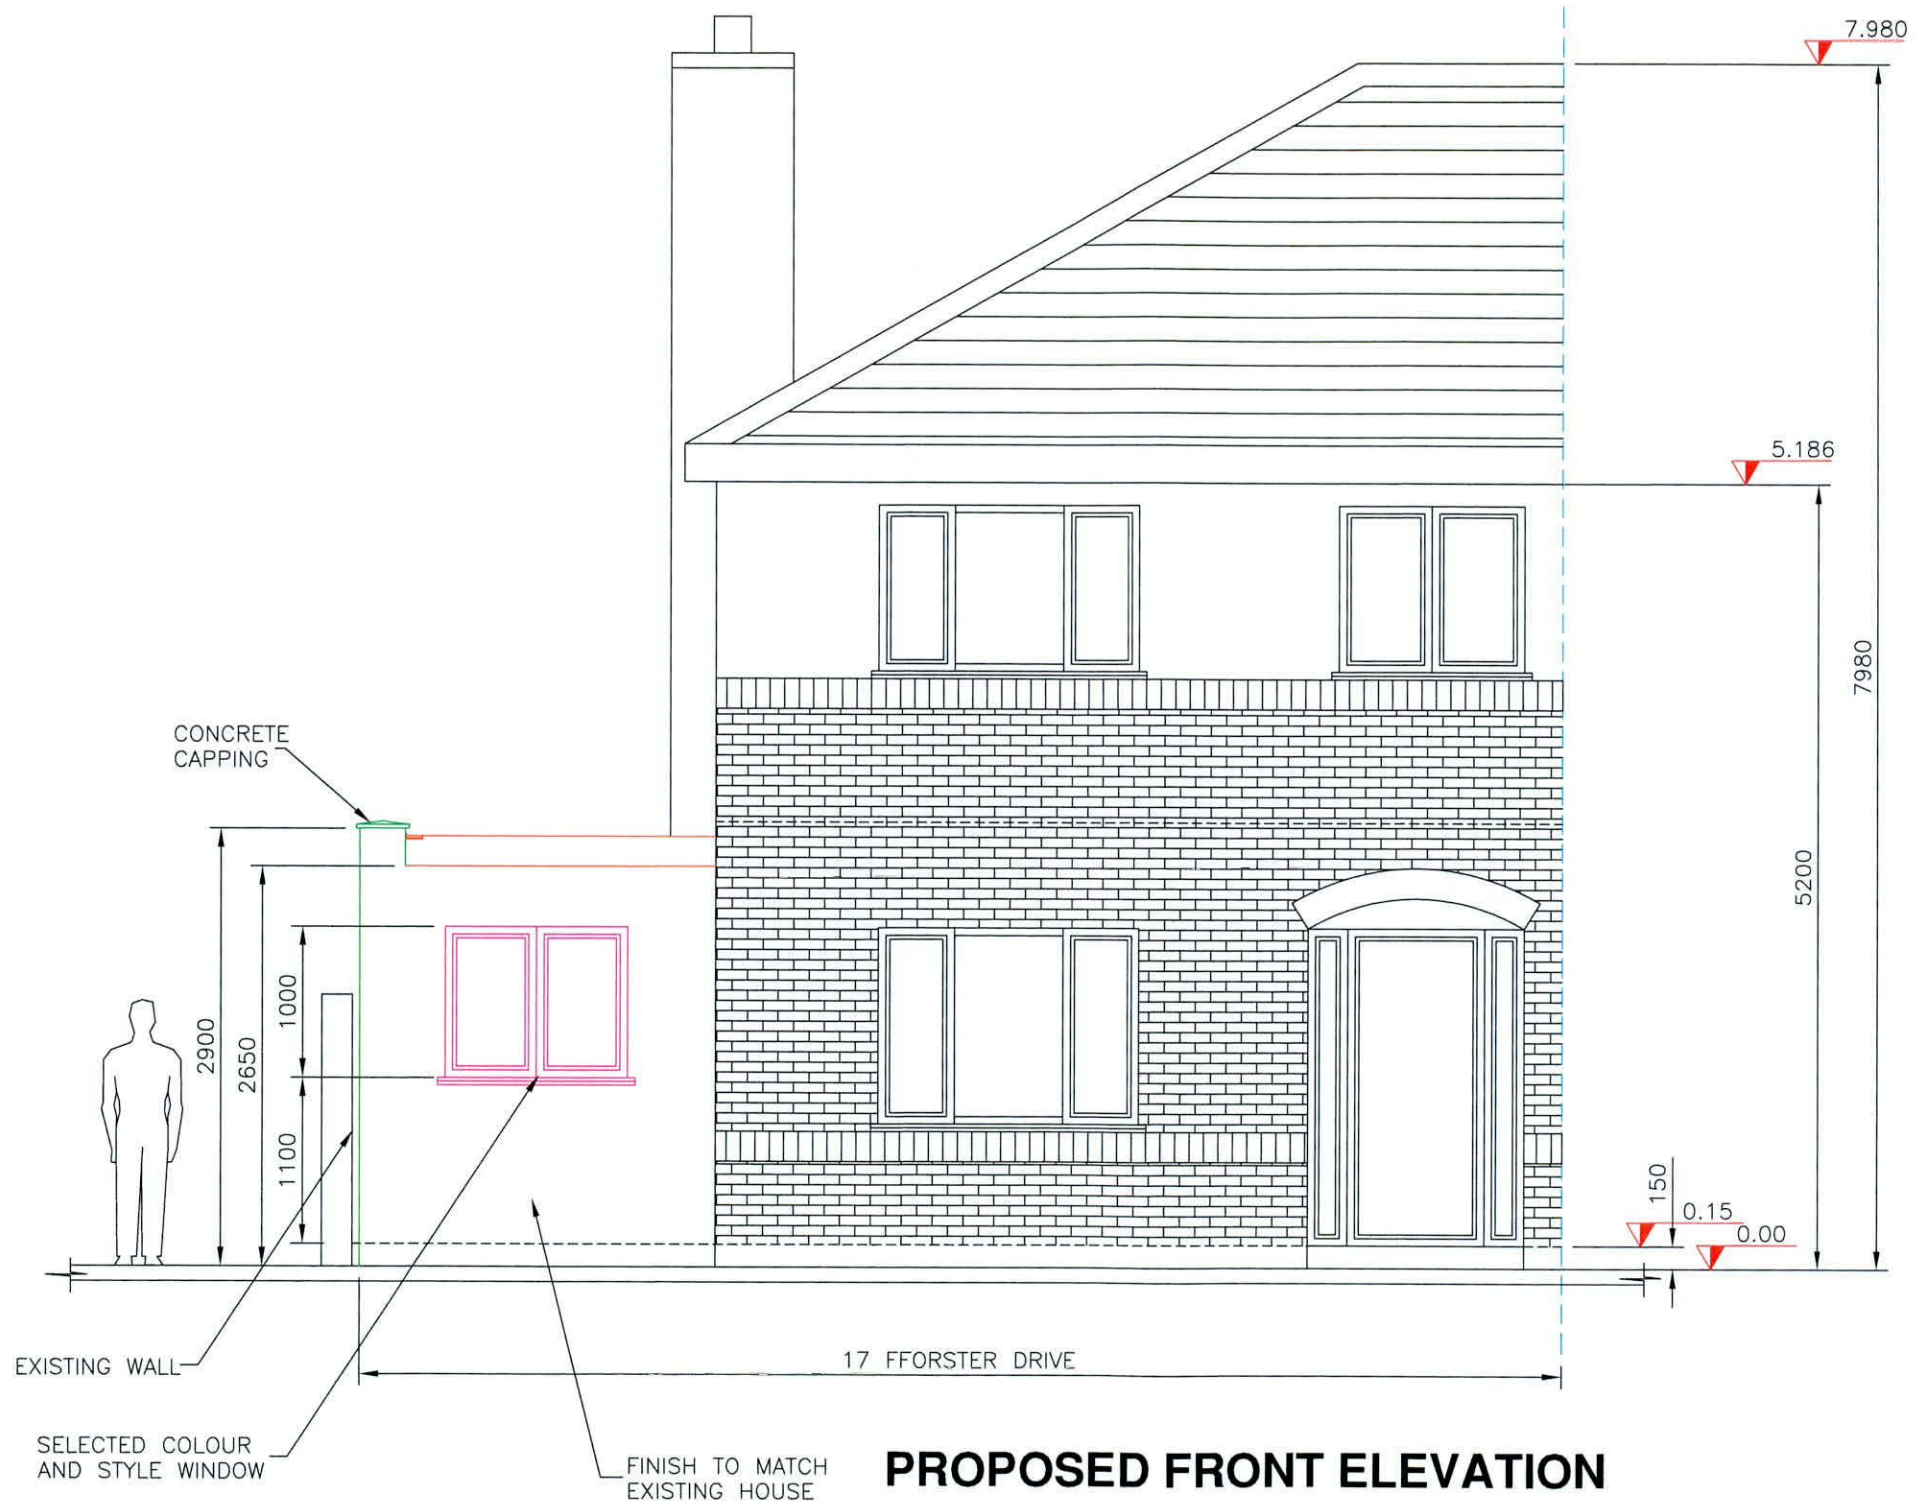 7.980
5.186
7980
CONCRETE
CAPPING
5200
1000
2900
2650
1100
150
0.15
0.00
EXISTING WALL
17 FFORSTER DRIVE
SELECTED COLOUR
AND STYLE WINDOW
FINISH TO MATCH
EXISTING HOUSE
PROPOSED FRONT ELEVATION